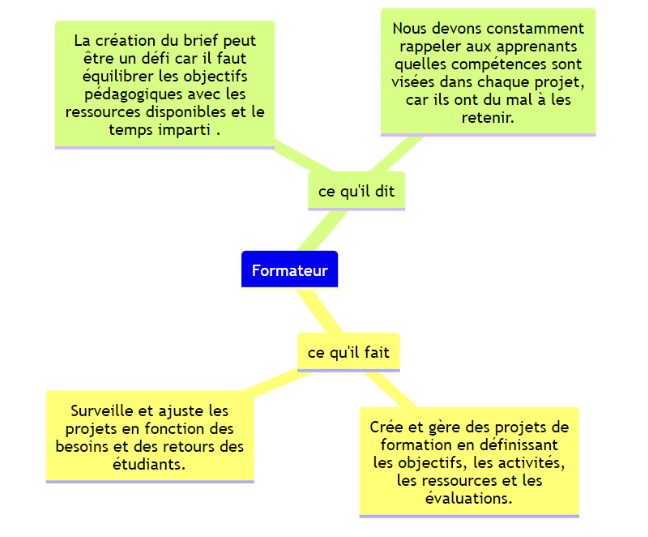 La création du brief peut
être un défi car il faut
équilibrer les objectifs
pédagogiques avec les
ressources disponibles et le
temps imparti .
Nous devons constamment
rappeler aux apprenants
quelles compétences sont
visées dans chaque projet,
car ils ont du mal à les
retenir.
ce qu'il dit
Formateur
ce qu'il fait
Surveille et ajuste les
projets en fonction des
besoins et des retours des
étudiants.
Crée et gère des projets de
formation en définissant
les objectifs, les activités,
les ressources et les
évaluations.